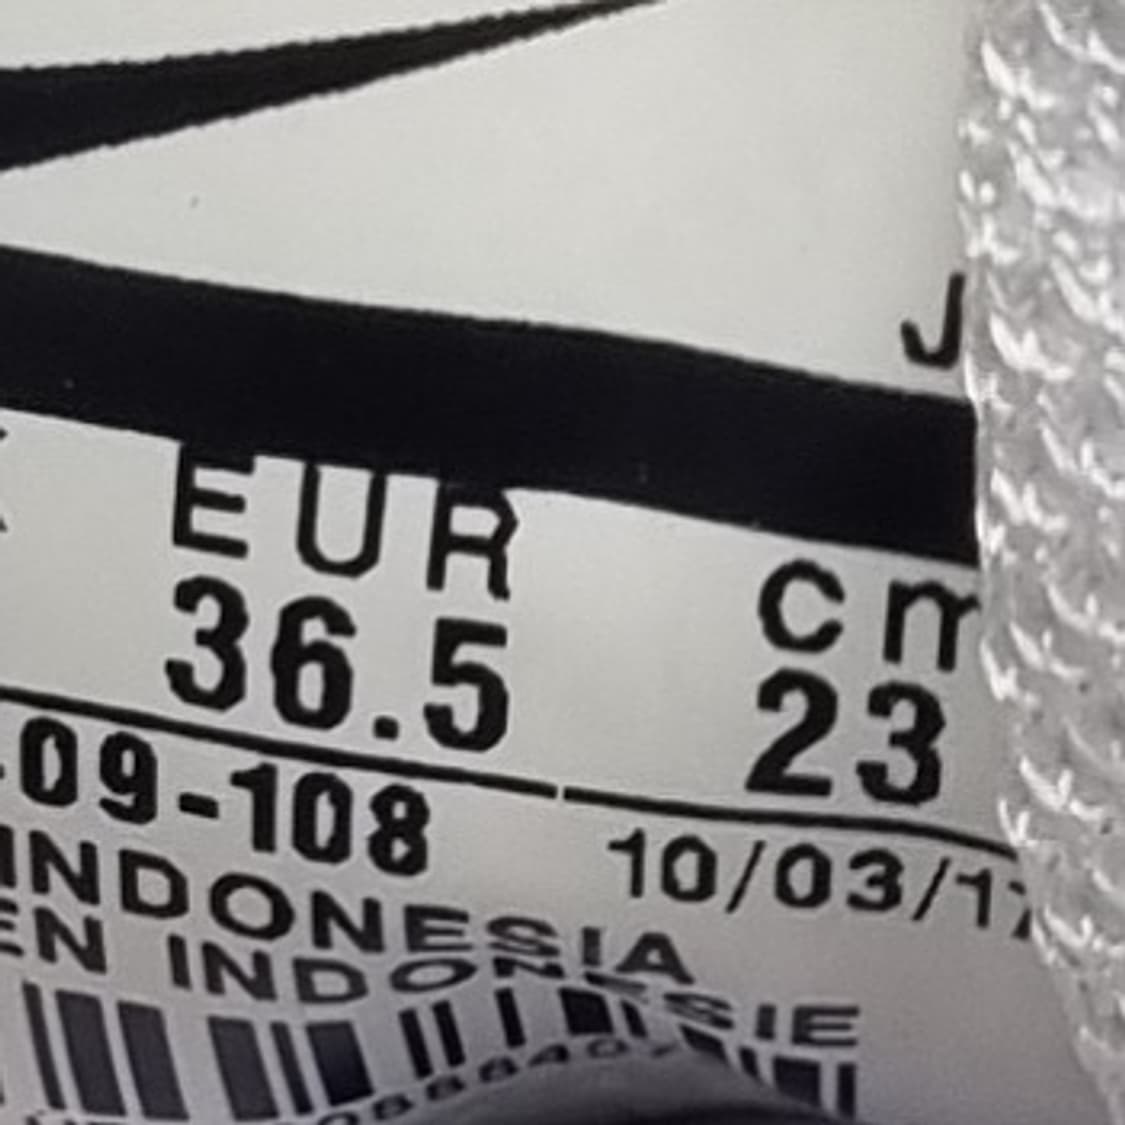 J
EUR cm
36.5 23
09-108
10/03/17
INDONESIA
EN INDONESIE